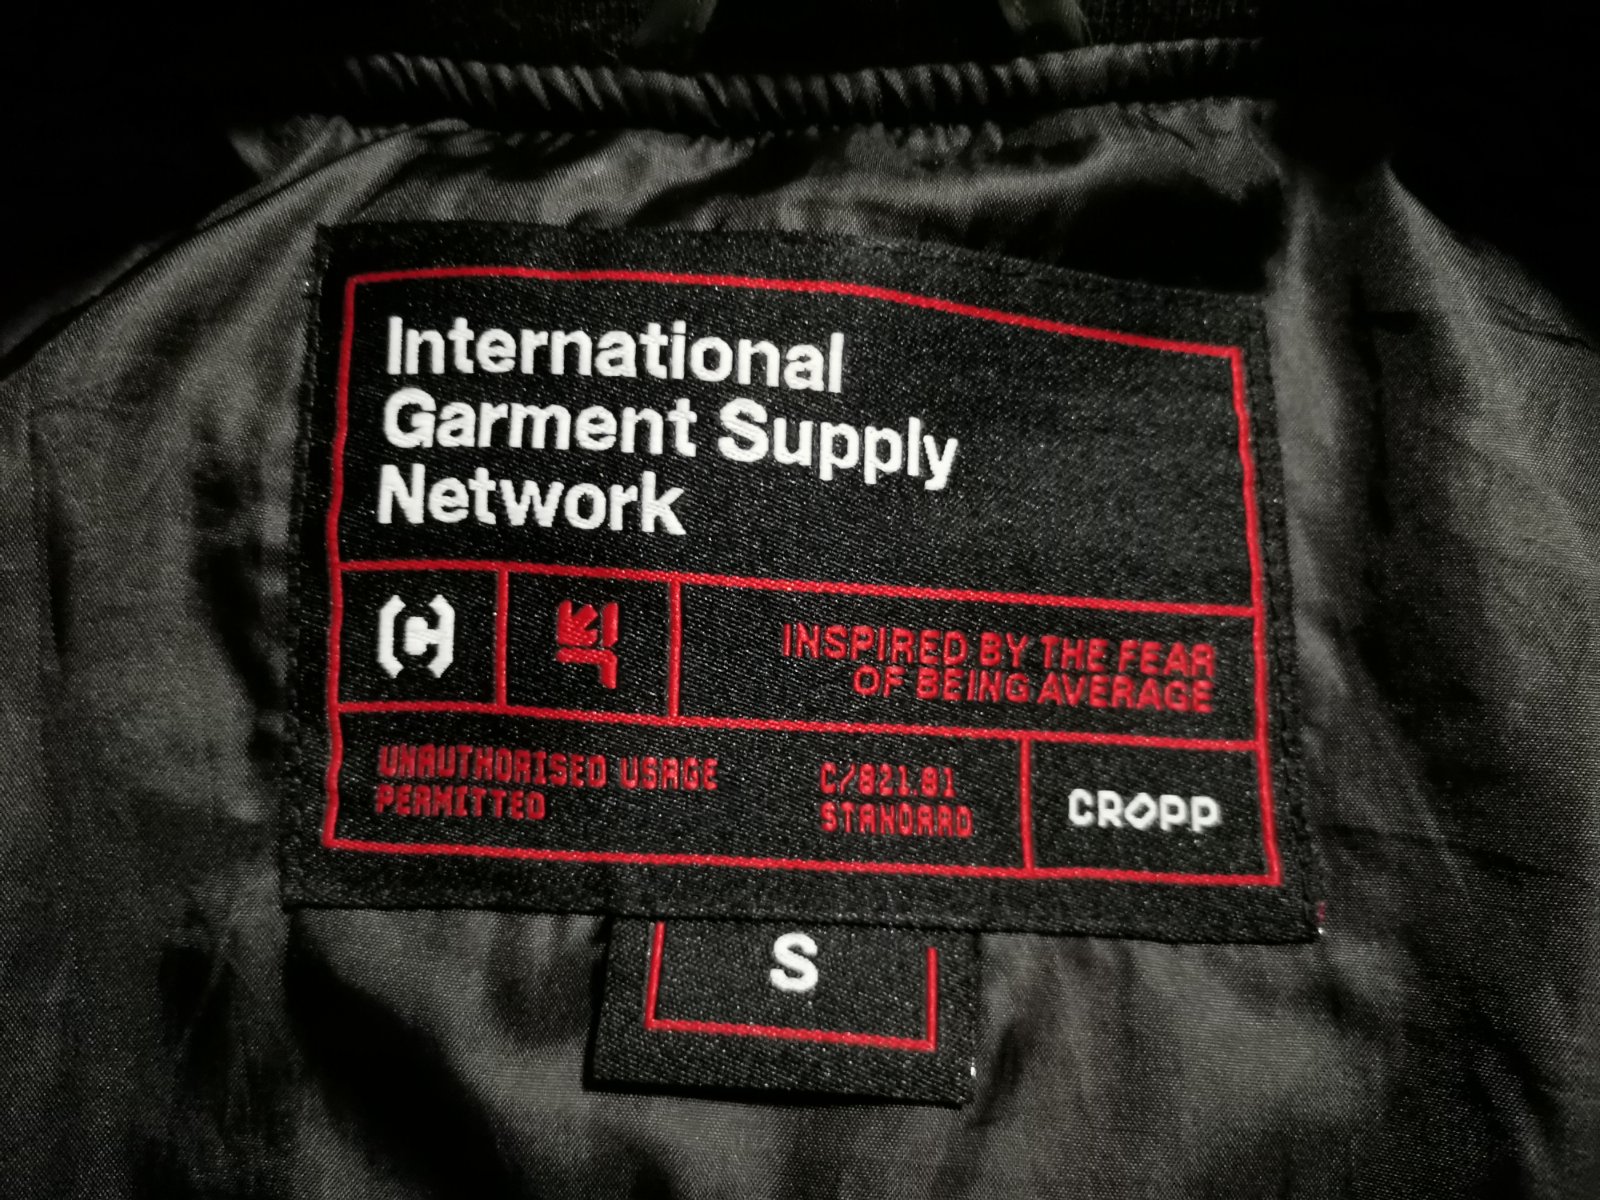 International
Garment Supply
Network
(C)
INSPIRED BY THE FEAR
OF BEING AVERAGE
UNAUTHORISED USAGE
PERMITTED
C/821.81
STANDARD
CROPP
S